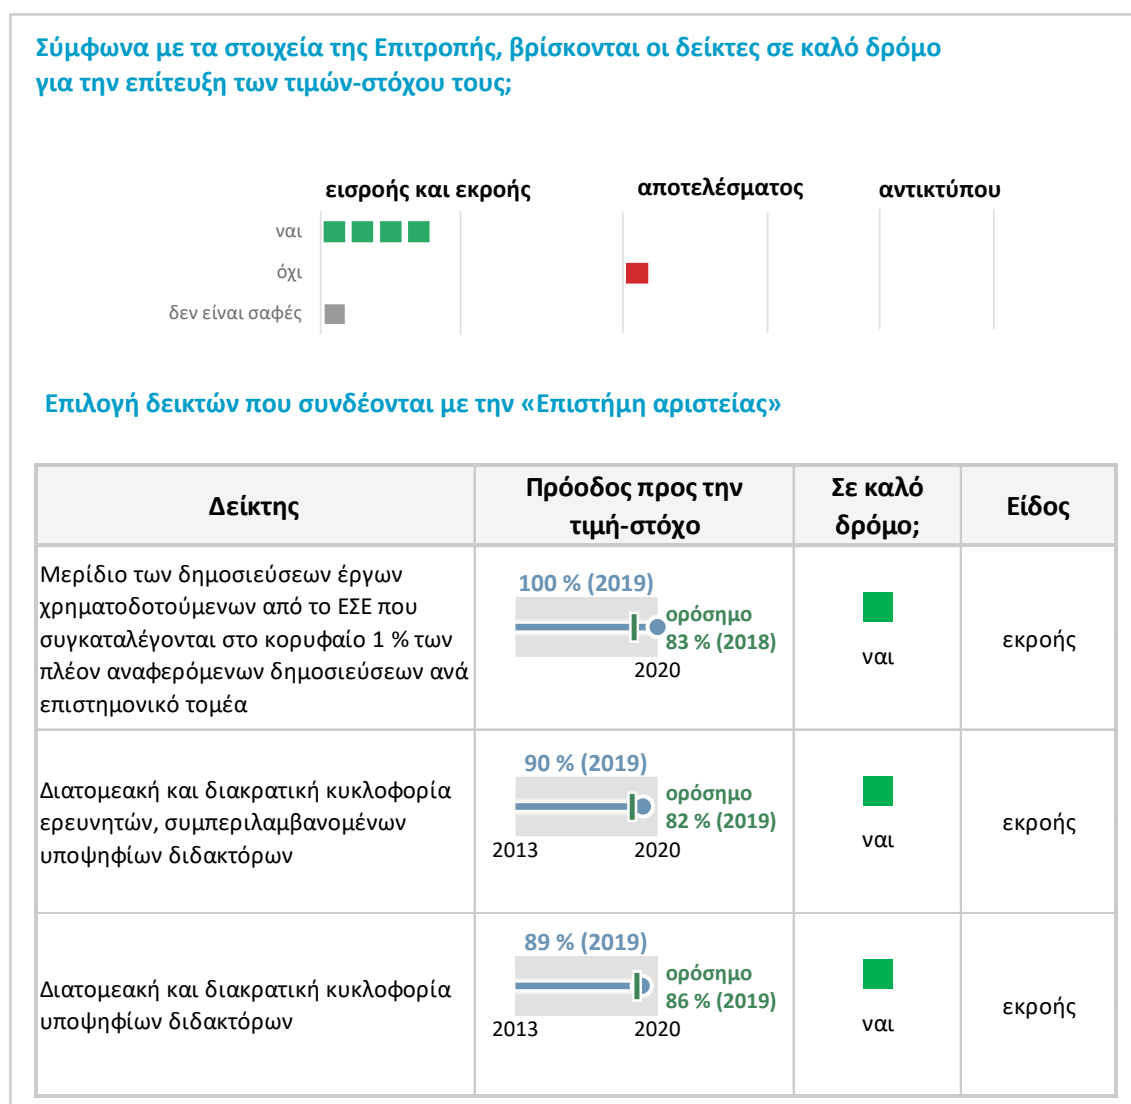 Σύμφωνα με τα στοιχεία της Επιτροπής, βρίσκονται οι δείκτες σε καλό δρόμο
για την επίτευξη των τιμών-στόχου τους;
εισροής και εκροής
αποτελέσματος
αντικτύπου
ναι
όχι
δεν είναι σαφές
Επιλογή δεικτών που συνδέονται με την «Επιστήμη αριστείας»
Δείκτης
Πρόοδος προς την
τιμή-στόχο
Σε καλό
δρόμο;
Είδος
Μερίδιο των δημοσιεύσεων έργων
χρηματοδοτούμενων από το ΕΣΕ που
συγκαταλέγονται στο κορυφαίο 1 % των
πλέον αναφερόμενων δημοσιεύσεων ανά
επιστημονικό τομέα
100 % (2019)
ορόσημο
83 % (2018)
2020
ναι
εκροής
Διατομεακή και διακρατική κυκλοφορία
ερευνητών, συμπεριλαμβανομένων
υποψηφίων διδακτόρων
90 % (2019)
ορόσημο
82 % (2019)
2013
2020
ναι
εκροής
Διατομεακή και διακρατική κυκλοφορία
υποψηφίων διδακτόρων
89 % (2019)
ορόσημο
86 % (2019)
2013
2020
ναι
εκροής